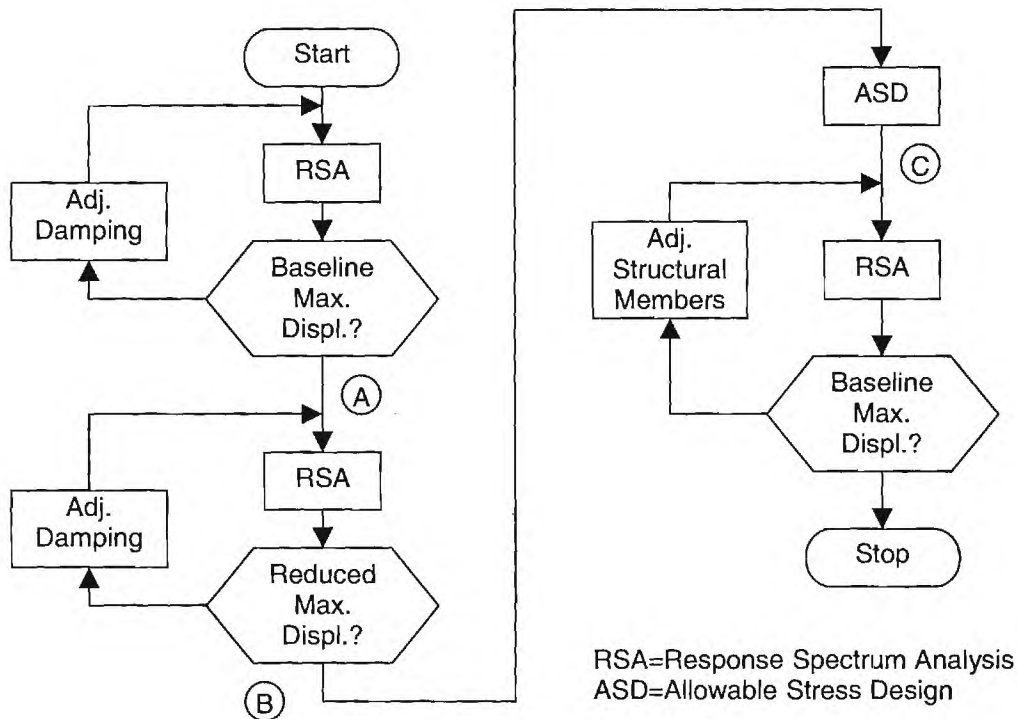 Start
RSA
Adj.
Damping
Baseline
Max.
Displ.?
A
RSA
Adj.
Damping
Reduced
Max.
Displ.?
B
ASD
C
Adj.
Structural
Members
RSA
Baseline
Max.
Displ.?
Stop
RSA=Response Spectrum Analysis
ASD=Allowable Stress Design